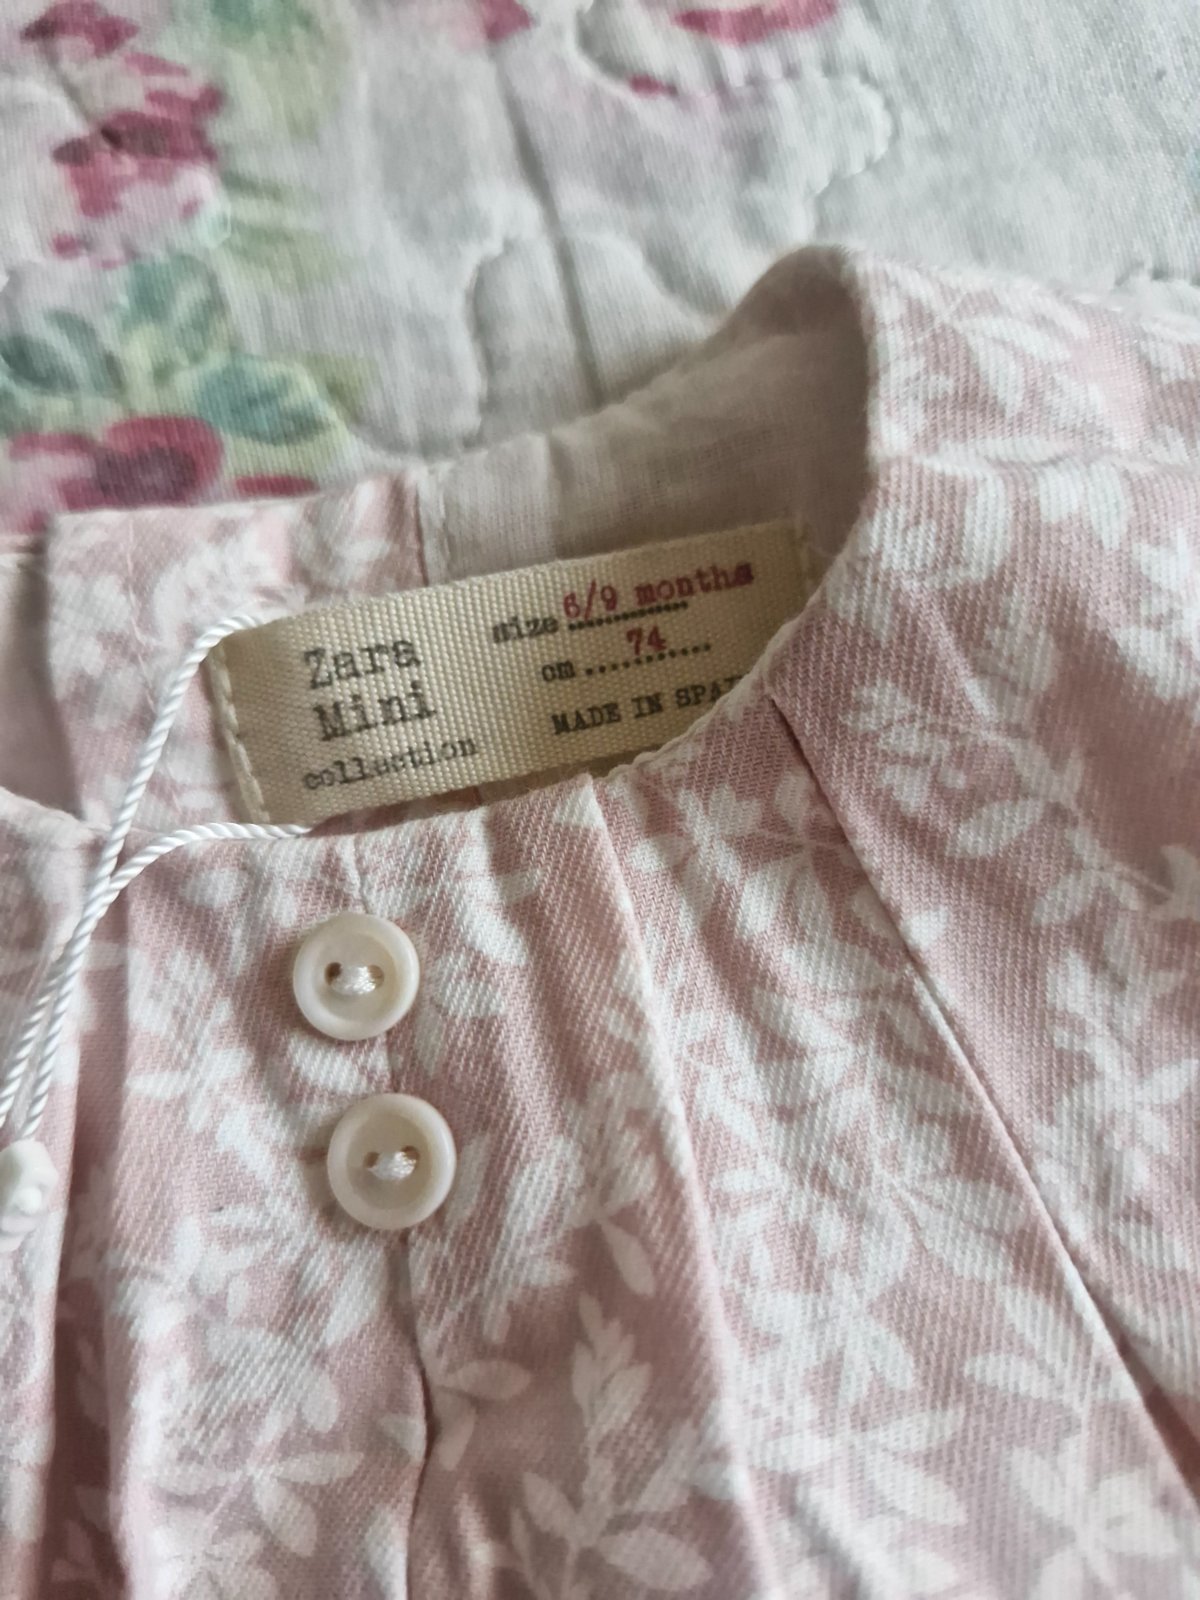 Zara
Mini
collection
size 6/9 months
cm ..... 74 .....
MADE IN SPA